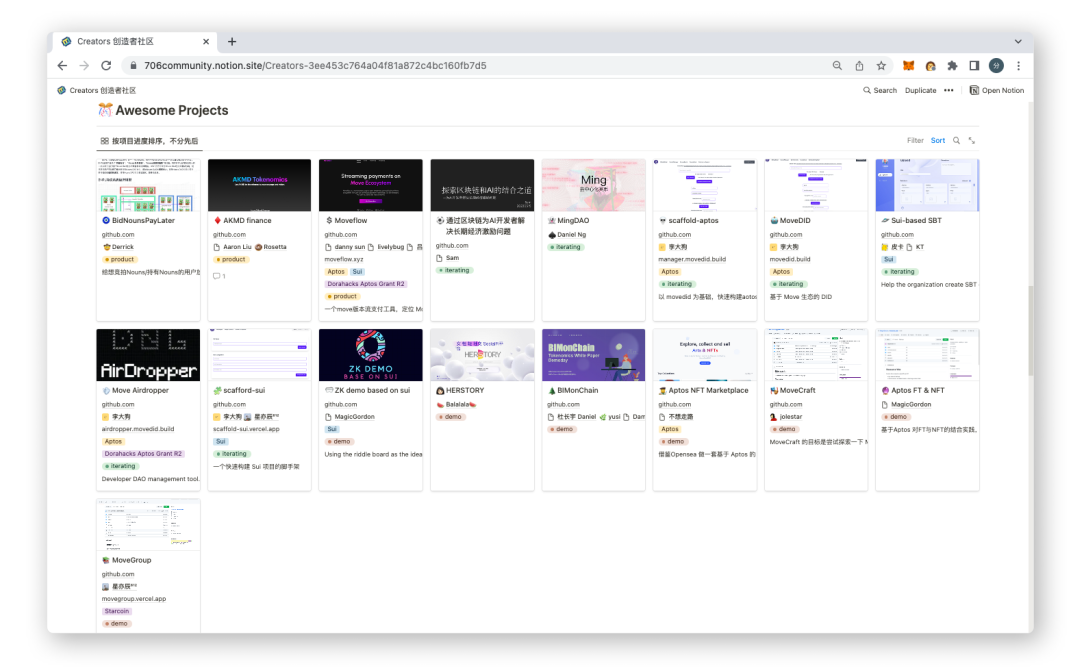 Creators 创造者社区
706community.notion.site/Creators-3ee453c764a04f81a872c4bc160fb7d5
Creators 创造者社区
Search Duplicate ••• Open Notion
Awesome Projects
按项目进度排序，不分先后
Filter Sort
BidNounsPayLater
github.com
Derrick
product
给想竞拍Nouns/持有Nouns的用户
AKMD Tokenomics
AKMD finance
github.com
Aaron Liu Rosetta
product
1
Streaming payments on
Move Ecosystem
Moveflow
github.com
danny sun livelybug 吕
moveflow.xyz
Aptos Sui
Dorahacks Aptos Grant R2
product
一个move版本流支付工具，定位 Mo
探索区块链和AI的结合之道
通过区块链为AI开发者解
决长期经济激励问题
github.com
Sam
iterating
Ming
MingDAO
Daniel Ng
iterating
scaffold-aptos
github.com
李大狗
manager.movedid.build
Aptos
iterating
以 movedid 为基础，快速构建aptos
MoveDID
github.com
李大狗
movedid.build
Aptos
iterating
基于 Move 生态的 DID
Sui-based SBT
github.com
皮卡 KT
Sui
iterating
Help the organization create SBT
AirDropper
Move Airdropper
github.com
李大狗
airdropper.movedid.build
Aptos
Dorahacks Aptos Grant R2
iterating
Developer DAO management tool.
scafford-sui
github.com
李大狗 星亦辰
scaffold-sui.vercel.app
Sui
iterating
一个快速构建 Sui 项目的脚手架
ZK DEMO
BASE ON SUI
ZK demo based on sui
github.com
MagicGordon
Sui
demo
Using the riddle board as the idea
HERSTORY
HERSTORY
github.com
Balalala
demo
BIMonChain
Tokenomics White Paper
Demoday
BIMonChain
github.com
杜长宇 Daniel yusi Dam
demo
Explore, collect and sell
Arts & NFTs
Aptos NFT Marketplace
github.com
不想走路
Aptos
demo
借鉴Opensea 做一套基于 Aptos 的
MoveCraft
github.com
jolestar
demo
MoveCraft 的目标是尝试探索一下 M
Aptos FT & NFT
MagicGordon
demo
基于Aptos 对FT与NFT的结合实践。
MoveGroup
github.com
星亦辰
movegroup.vercel.app
Starcoin
demo